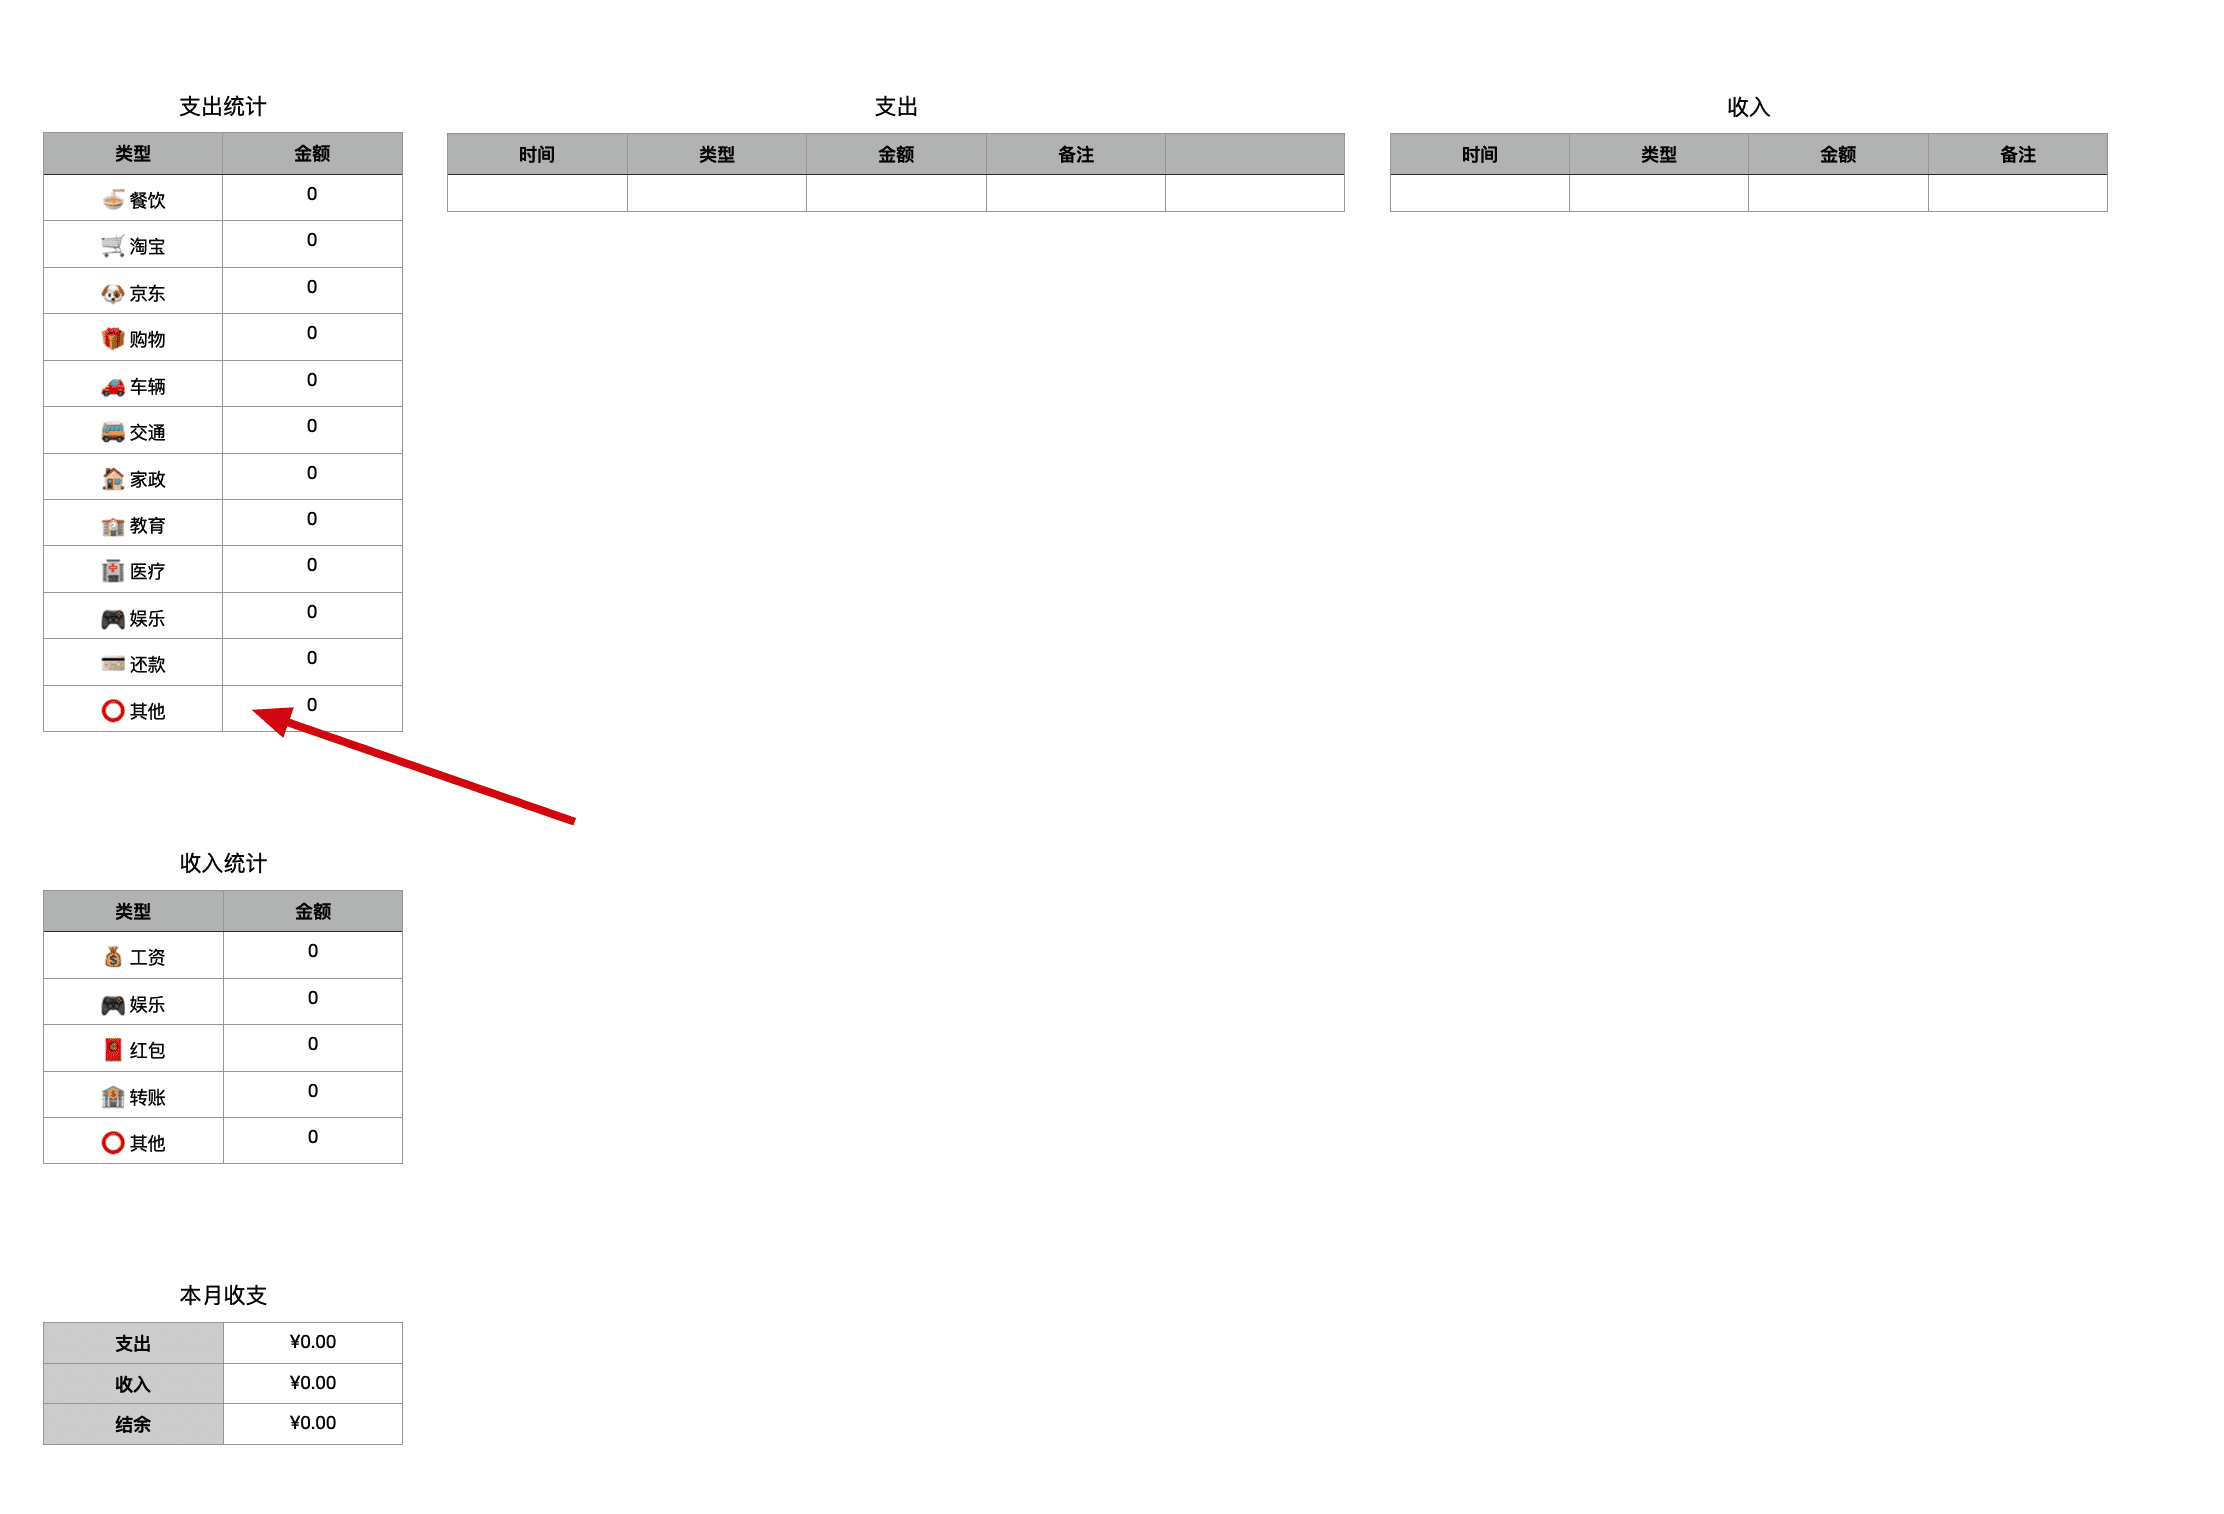 支出统计
类型 金额
🍜 餐饮 0
🛒 淘宝 0
🐶 京东 0
🎁 购物 0
🚗 车辆 0
🚌 交通 0
🏠 家政 0
🏫 教育 0
🏥 医疗 0
🎮 娱乐 0
💳 还款 0
⭕ 其他 0
支出
时间 类型 金额 备注
收入
时间 类型 金额 备注
收入统计
类型 金额
💰 工资 0
🎮 娱乐 0
🧧 红包 0
🏦 转账 0
⭕ 其他 0
本月收支
支出 ¥0.00
收入 ¥0.00
结余 ¥0.00